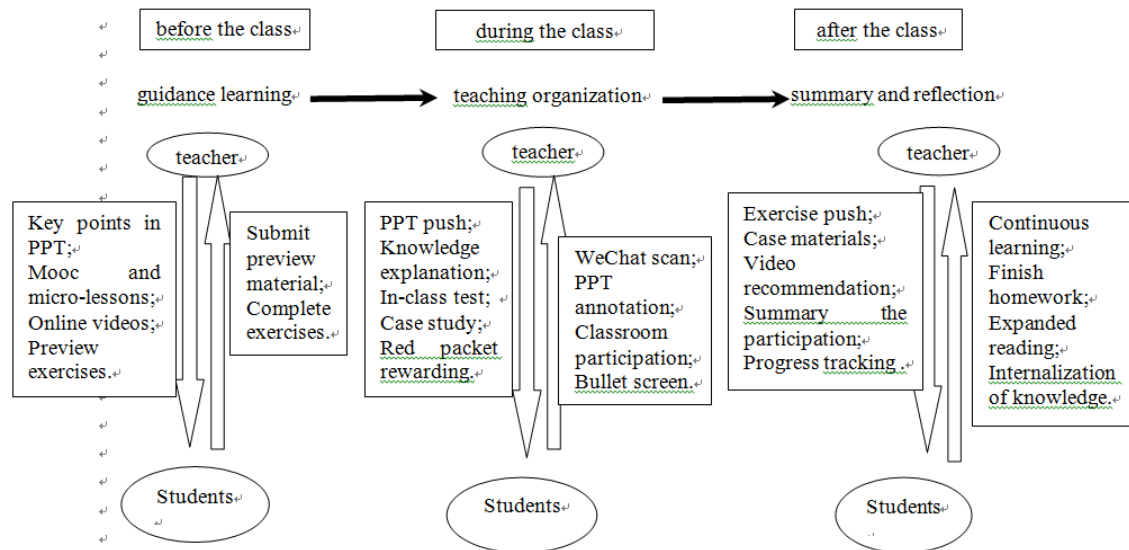 before the class
during the class
after the class
guidance learning
teaching organization
summary and reflection
teacher
teacher
teacher
Key points in
PPT;
Mooc and
micro-lessons;
Online videos;
Preview
exercises.
Submit
preview
material;
Complete
exercises.
PPT push;
Knowledge
explanation;
In-class test;
Case study;
Red packet
rewarding.
WeChat scan;
PPT
annotation;
Classroom
participation;
Bullet screen.
Exercise push;
Case materials;
Video
recommendation;
Summary the
participation;
Progress tracking .
Continuous
learning;
Finish
homework;
Expanded
reading;
Internalization
of knowledge.
Students
Students
Students